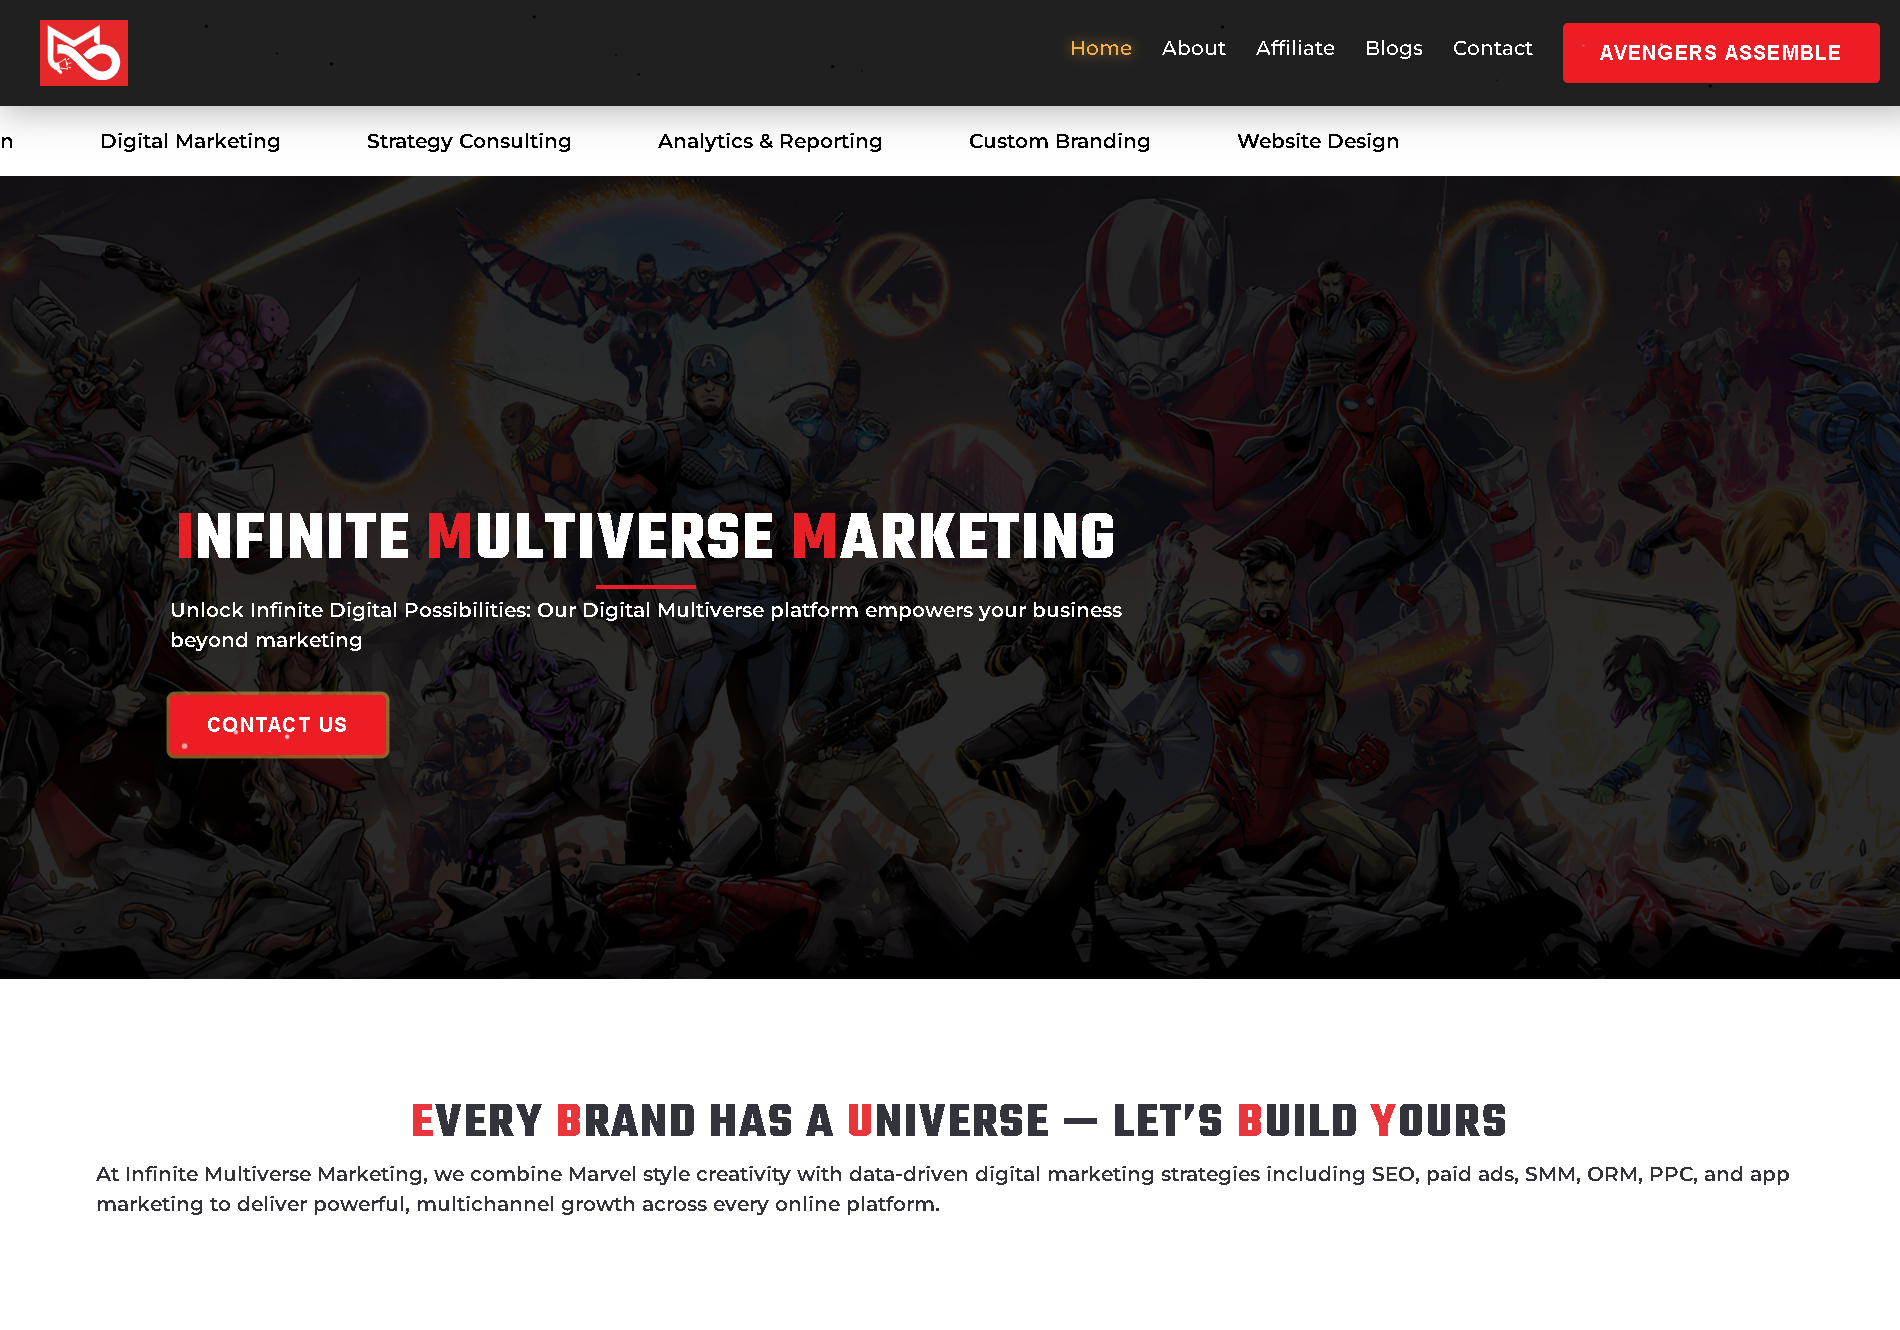 Home About Affiliate Blogs Contact AVENGERS ASSEMBLE
n Digital Marketing Strategy Consulting Analytics & Reporting Custom Branding Website Design
INFINITE MULTIVERSE MARKETING
Unlock Infinite Digital Possibilities: Our Digital Multiverse platform empowers your business
beyond marketing
CONTACT US
EVERY BRAND HAS A UNIVERSE — LET’S BUILD YOURS
At Infinite Multiverse Marketing, we combine Marvel style creativity with data-driven digital marketing strategies including SEO, paid ads, SMM, ORM, PPC, and app
marketing to deliver powerful, multichannel growth across every online platform.